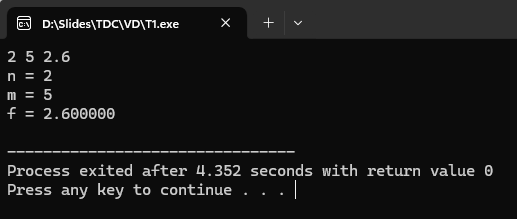 D:\Slides\TDC\VD\T1.exe
2 5 2.6
n = 2
m = 5
f = 2.600000
--------------------------------
Process exited after 4.352 seconds with return value 0
Press any key to continue . . .